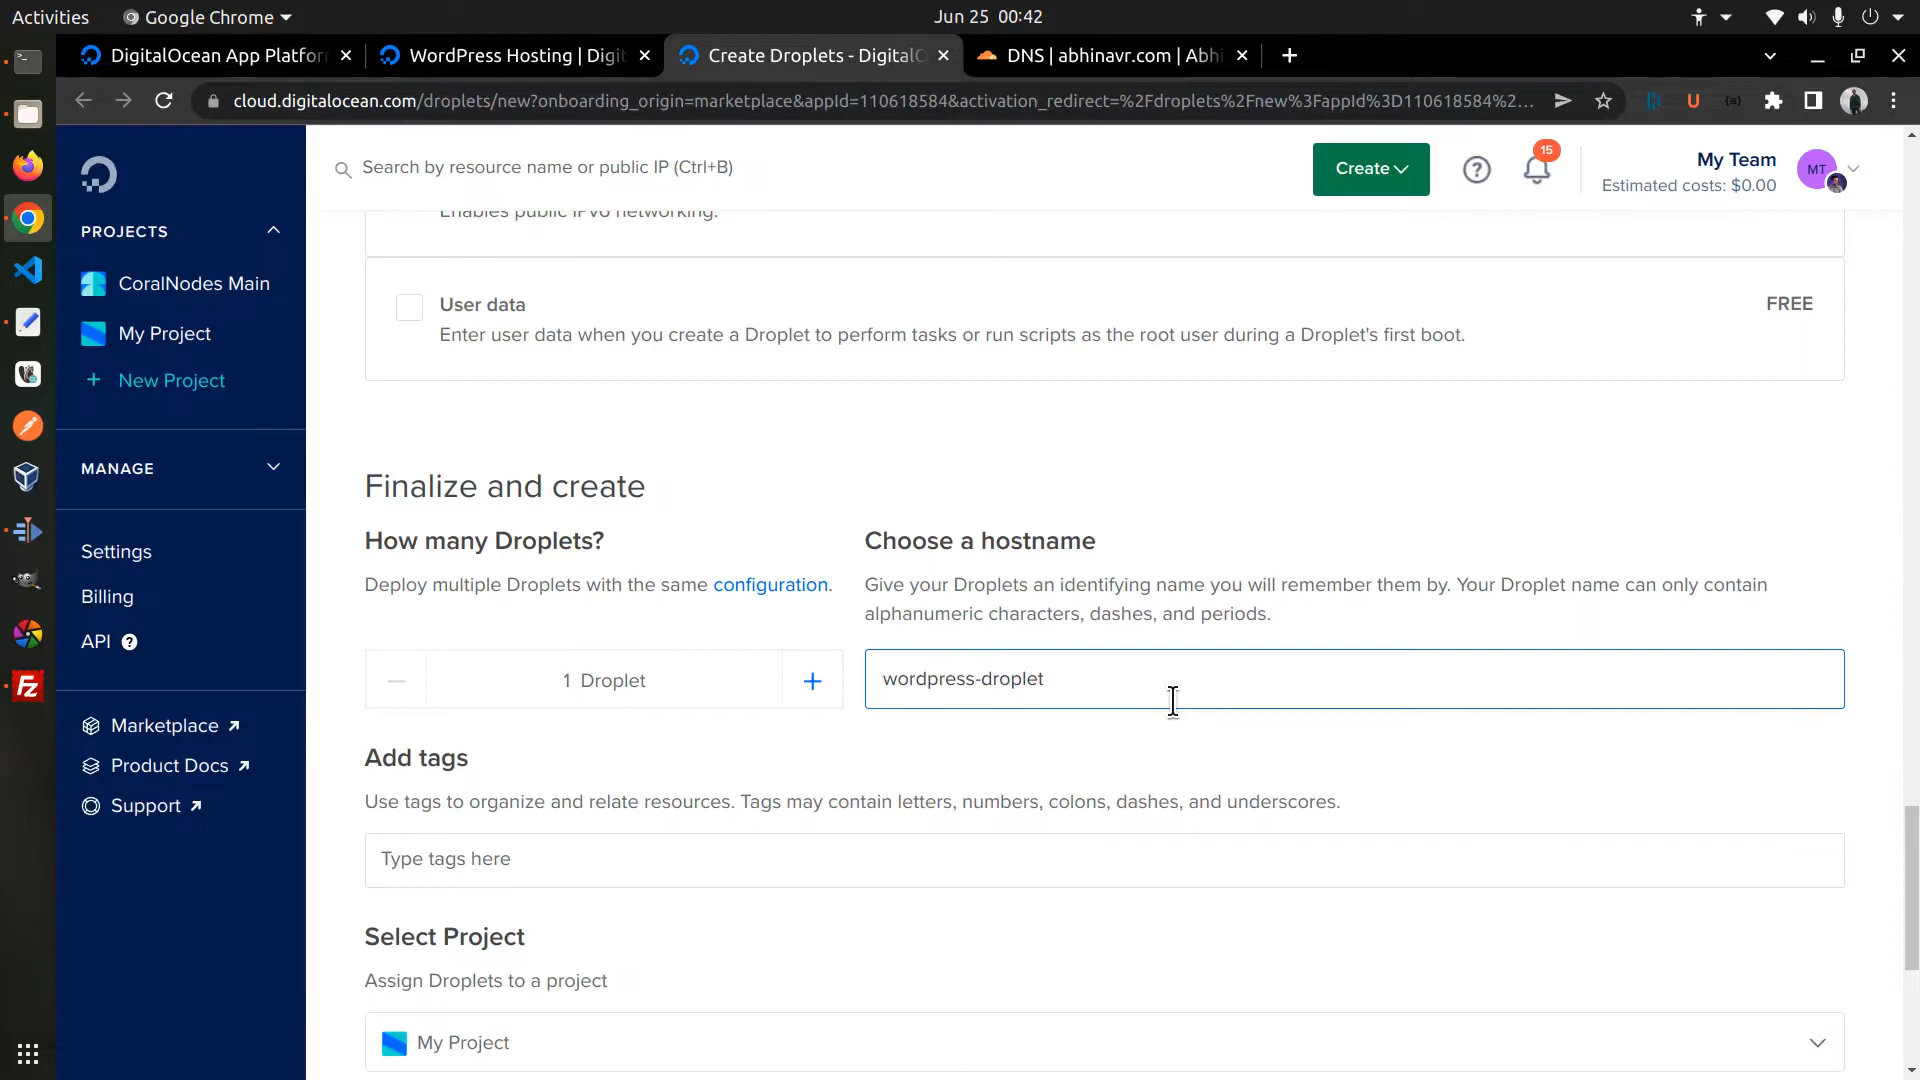 Activities
Google Chrome
Jun 25 00:42
DigitalOcean App Platforr
WordPress Hosting | Digit
Create Droplets - DigitalO
DNS | abhinavr.com | Abhi
cloud.digitalocean.com/droplets/new?onboarding_origin=marketplace&appId=110618584&activation_redirect=%2Fdroplets%2Fnew%3FappId%3D110618584%2...
Search by resource name or public IP (Ctrl+B)
Create
15
My Team
Estimated costs: $0.00
MT
PROJECTS
CoralNodes Main
My Project
+ New Project
MANAGE
Settings
Billing
API ?
Marketplace
Product Docs
Support
Enables public IPv6 networking.
User data
FREE
Enter user data when you create a Droplet to perform tasks or run scripts as the root user during a Droplet's first boot.
Finalize and create
How many Droplets?
Deploy multiple Droplets with the same configuration.
1 Droplet
Choose a hostname
Give your Droplets an identifying name you will remember them by. Your Droplet name can only contain
alphanumeric characters, dashes, and periods.
wordpress-droplet
Add tags
Use tags to organize and relate resources. Tags may contain letters, numbers, colons, dashes, and underscores.
Type tags here
Select Project
Assign Droplets to a project
My Project